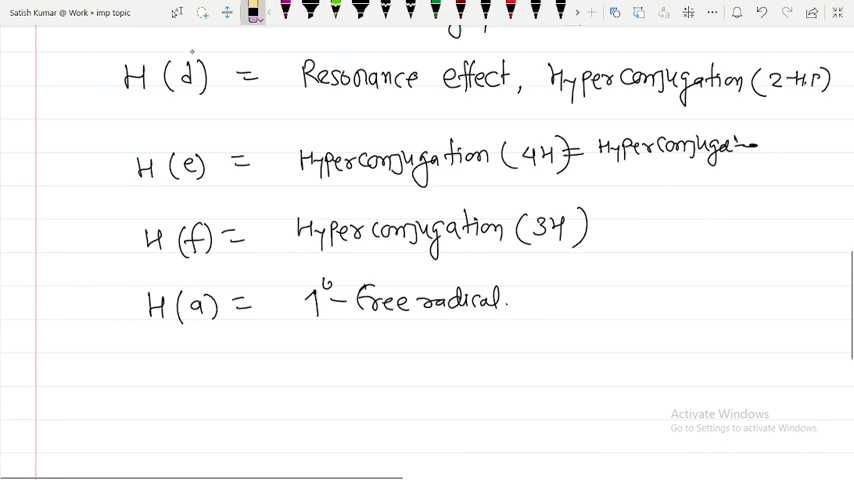 Satish Kumar @ Work » imp topic
H (d) = Resonance effect, Hyperconjugation (2-H.P)
H (e) = Hyperconjugation (4H) = Hyperconjugatio
H (f) = Hyperconjugation (3H)
H (a) = 1° - free radical.
Activate Windows
Go to Settings to activate Windows.